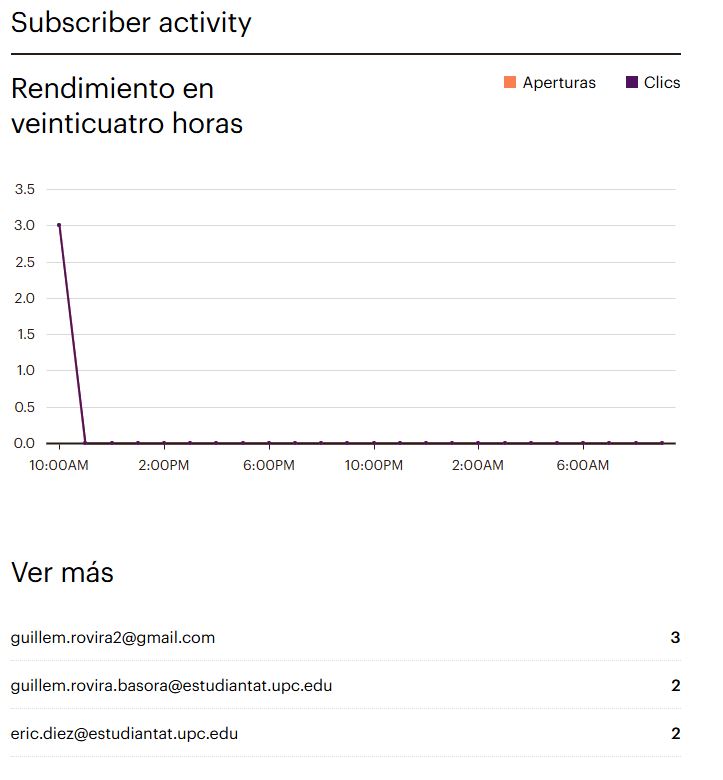 Subscriber activity
Rendimiento en
veinticuatro horas
Aperturas
Clics
3.5
3.0
2.5
2.0
1.5
1.0
0.5
0.0
10:00AM
2:00PM
6:00PM
10:00PM
2:00AM
6:00AM
Ver más
guillem.rovira2@gmail.com 3
guillem.rovira.basora@estudiantat.upc.edu 2
eric.diez@estudiantat.upc.edu 2